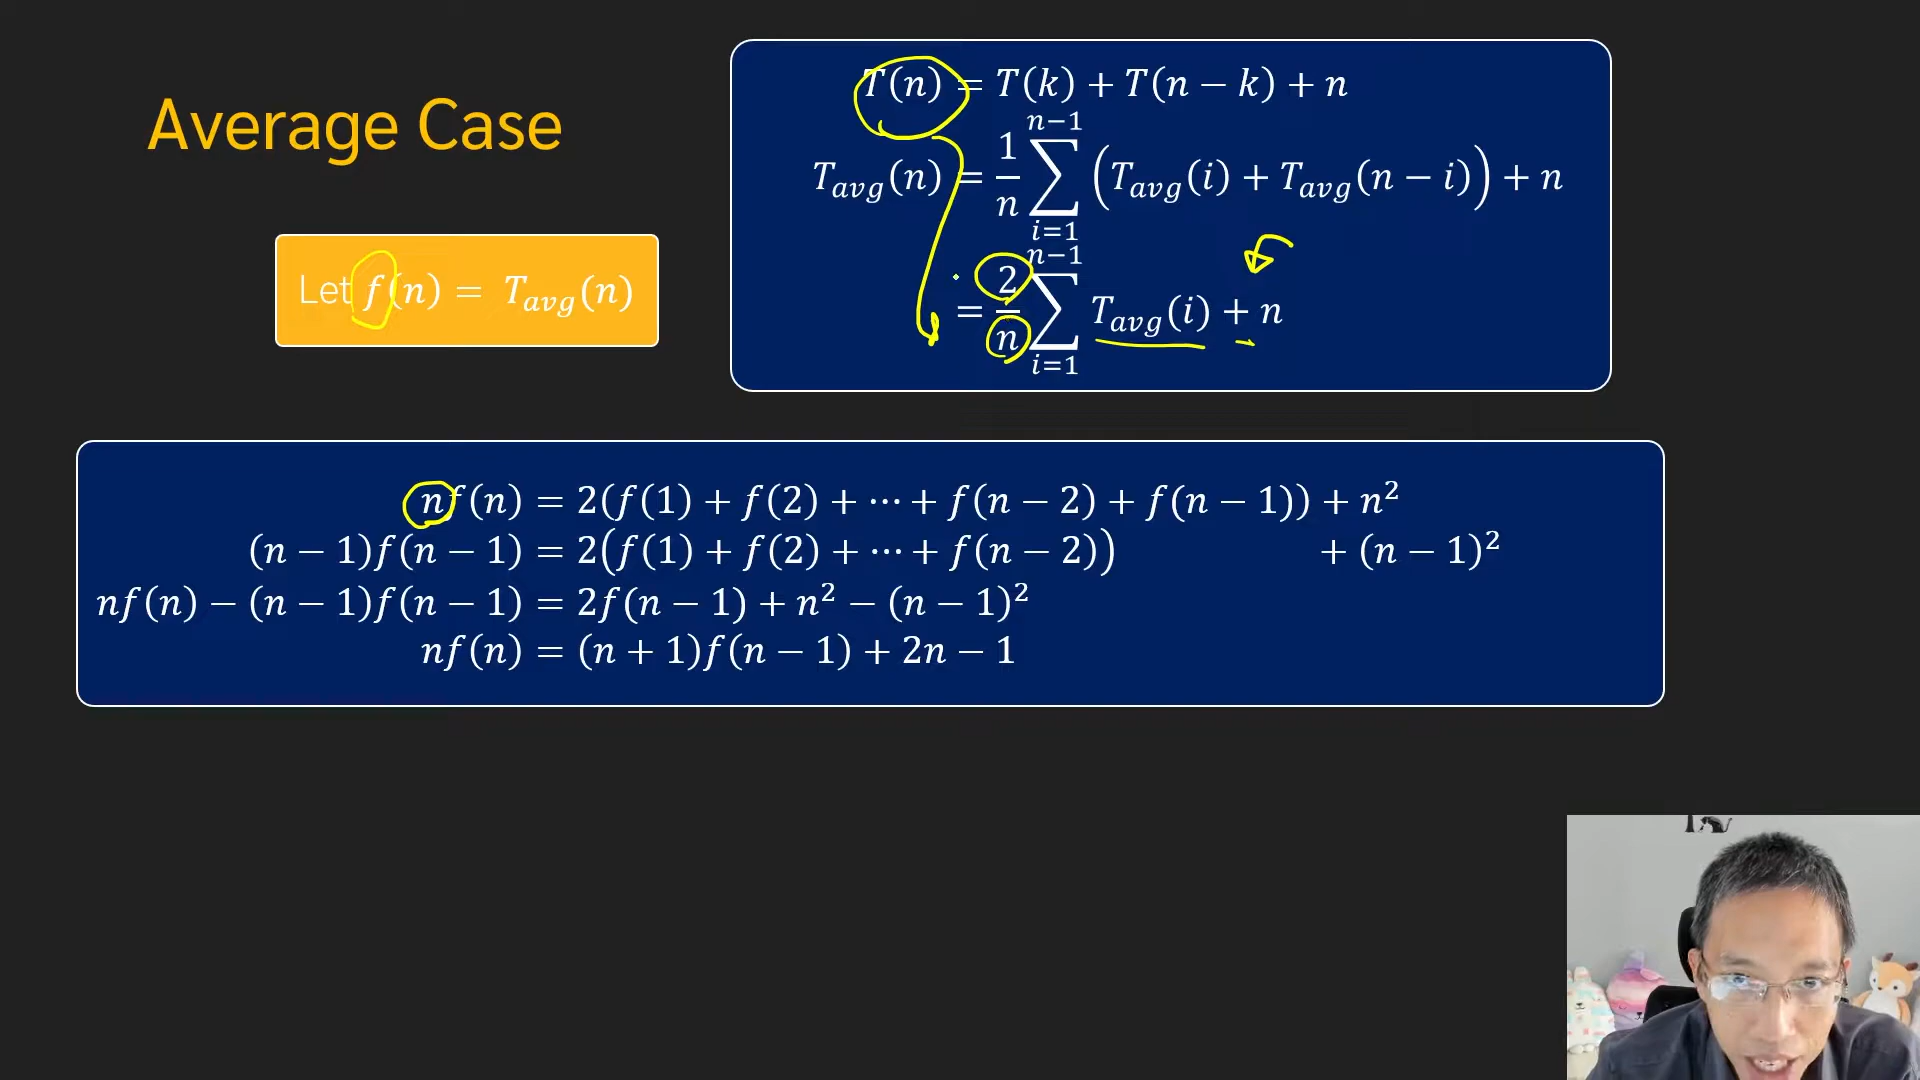 Average Case
Let f(n) = T_avg(n)
T(n) = T(k) + T(n − k) + n
T_avg(n) = 1/n ∑_{i=1}^{n−1} (T_avg(i) + T_avg(n − i)) + n
= 2/n ∑_{i=1}^{n−1} T_avg(i) + n
nf(n) = 2(f(1) + f(2) + ⋯ + f(n − 2) + f(n − 1)) + n²
(n − 1)f(n − 1) = 2(f(1) + f(2) + ⋯ + f(n − 2)) + (n − 1)²
nf(n) − (n − 1)f(n − 1) = 2f(n − 1) + n² − (n − 1)²
nf(n) = (n + 1)f(n − 1) + 2n − 1